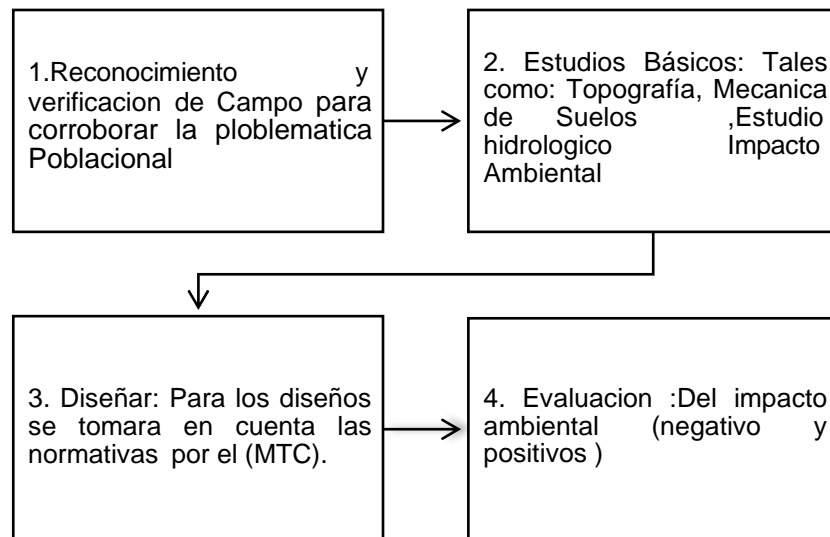 1.Reconocimiento y
verificacion de Campo para
corroborar la ploblematica
Poblacional
2. Estudios Básicos: Tales
como: Topografía, Mecanica
de Suelos ,Estudio
hidrologico Impacto
Ambiental
3. Diseñar: Para los diseños
se tomara en cuenta las
normativas por el (MTC).
4. Evaluacion :Del impacto
ambiental (negativo y
positivos )